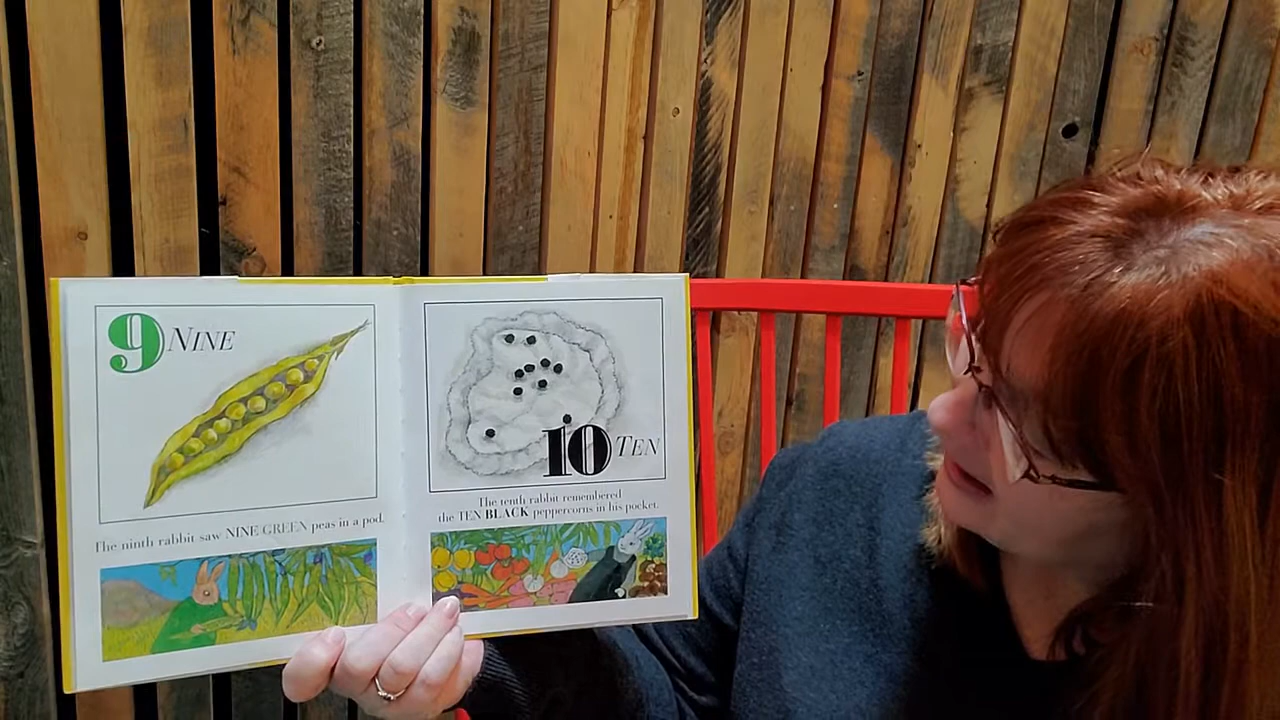 9 NINE
The ninth rabbit saw NINE GREEN peas in a pod.
10 TEN
The tenth rabbit remembered
the TEN BLACK peppercorns in his pocket.